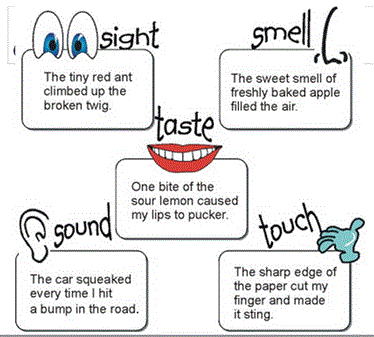 sight
The tiny red ant
climbed up the
broken twig.
smell
The sweet smell of
freshly baked apple
filled the air.
taste
One bite of the
sour lemon caused
my lips to pucker.
sound
The car squeaked
every time I hit
a bump in the road.
touch
The sharp edge of
the paper cut my
finger and made
it sting.